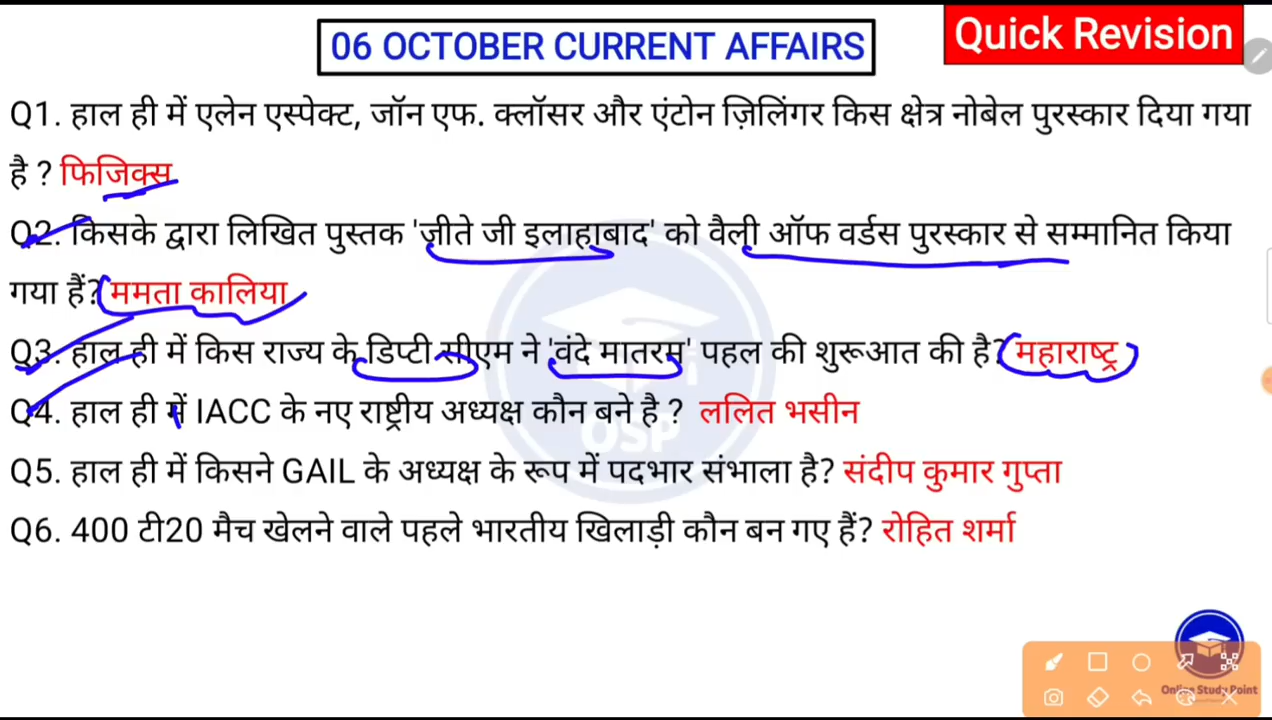 06 OCTOBER CURRENT AFFAIRS
Quick Revision
Q1. हाल ही में एलेन एस्पेक्ट, जॉन एफ. क्लॉसर और एंटोन ज़िलिंगर किस क्षेत्र नोबेल पुरस्कार दिया गया
है ? फिजिक्स
Q2. किसके द्वारा लिखित पुस्तक 'ज़ीते जी इलाहाबाद' को वैली ऑफ वर्डस पुरस्कार से सम्मानित किया
गया हैं? ममता कालिया
Q3. हाल ही में किस राज्य के डिप्टी सीएम ने 'वंदे मातरम' पहल की शुरूआत की है? महाराष्ट्र
Q4. हाल ही में IACC के नए राष्ट्रीय अध्यक्ष कौन बने है ? ललित भसीन
Q5. हाल ही में किसने GAIL के अध्यक्ष के रूप में पदभार संभाला है? संदीप कुमार गुप्ता
Q6. 400 टी20 मैच खेलने वाले पहले भारतीय खिलाड़ी कौन बन गए हैं? रोहित शर्मा
OSP
Online Study Point